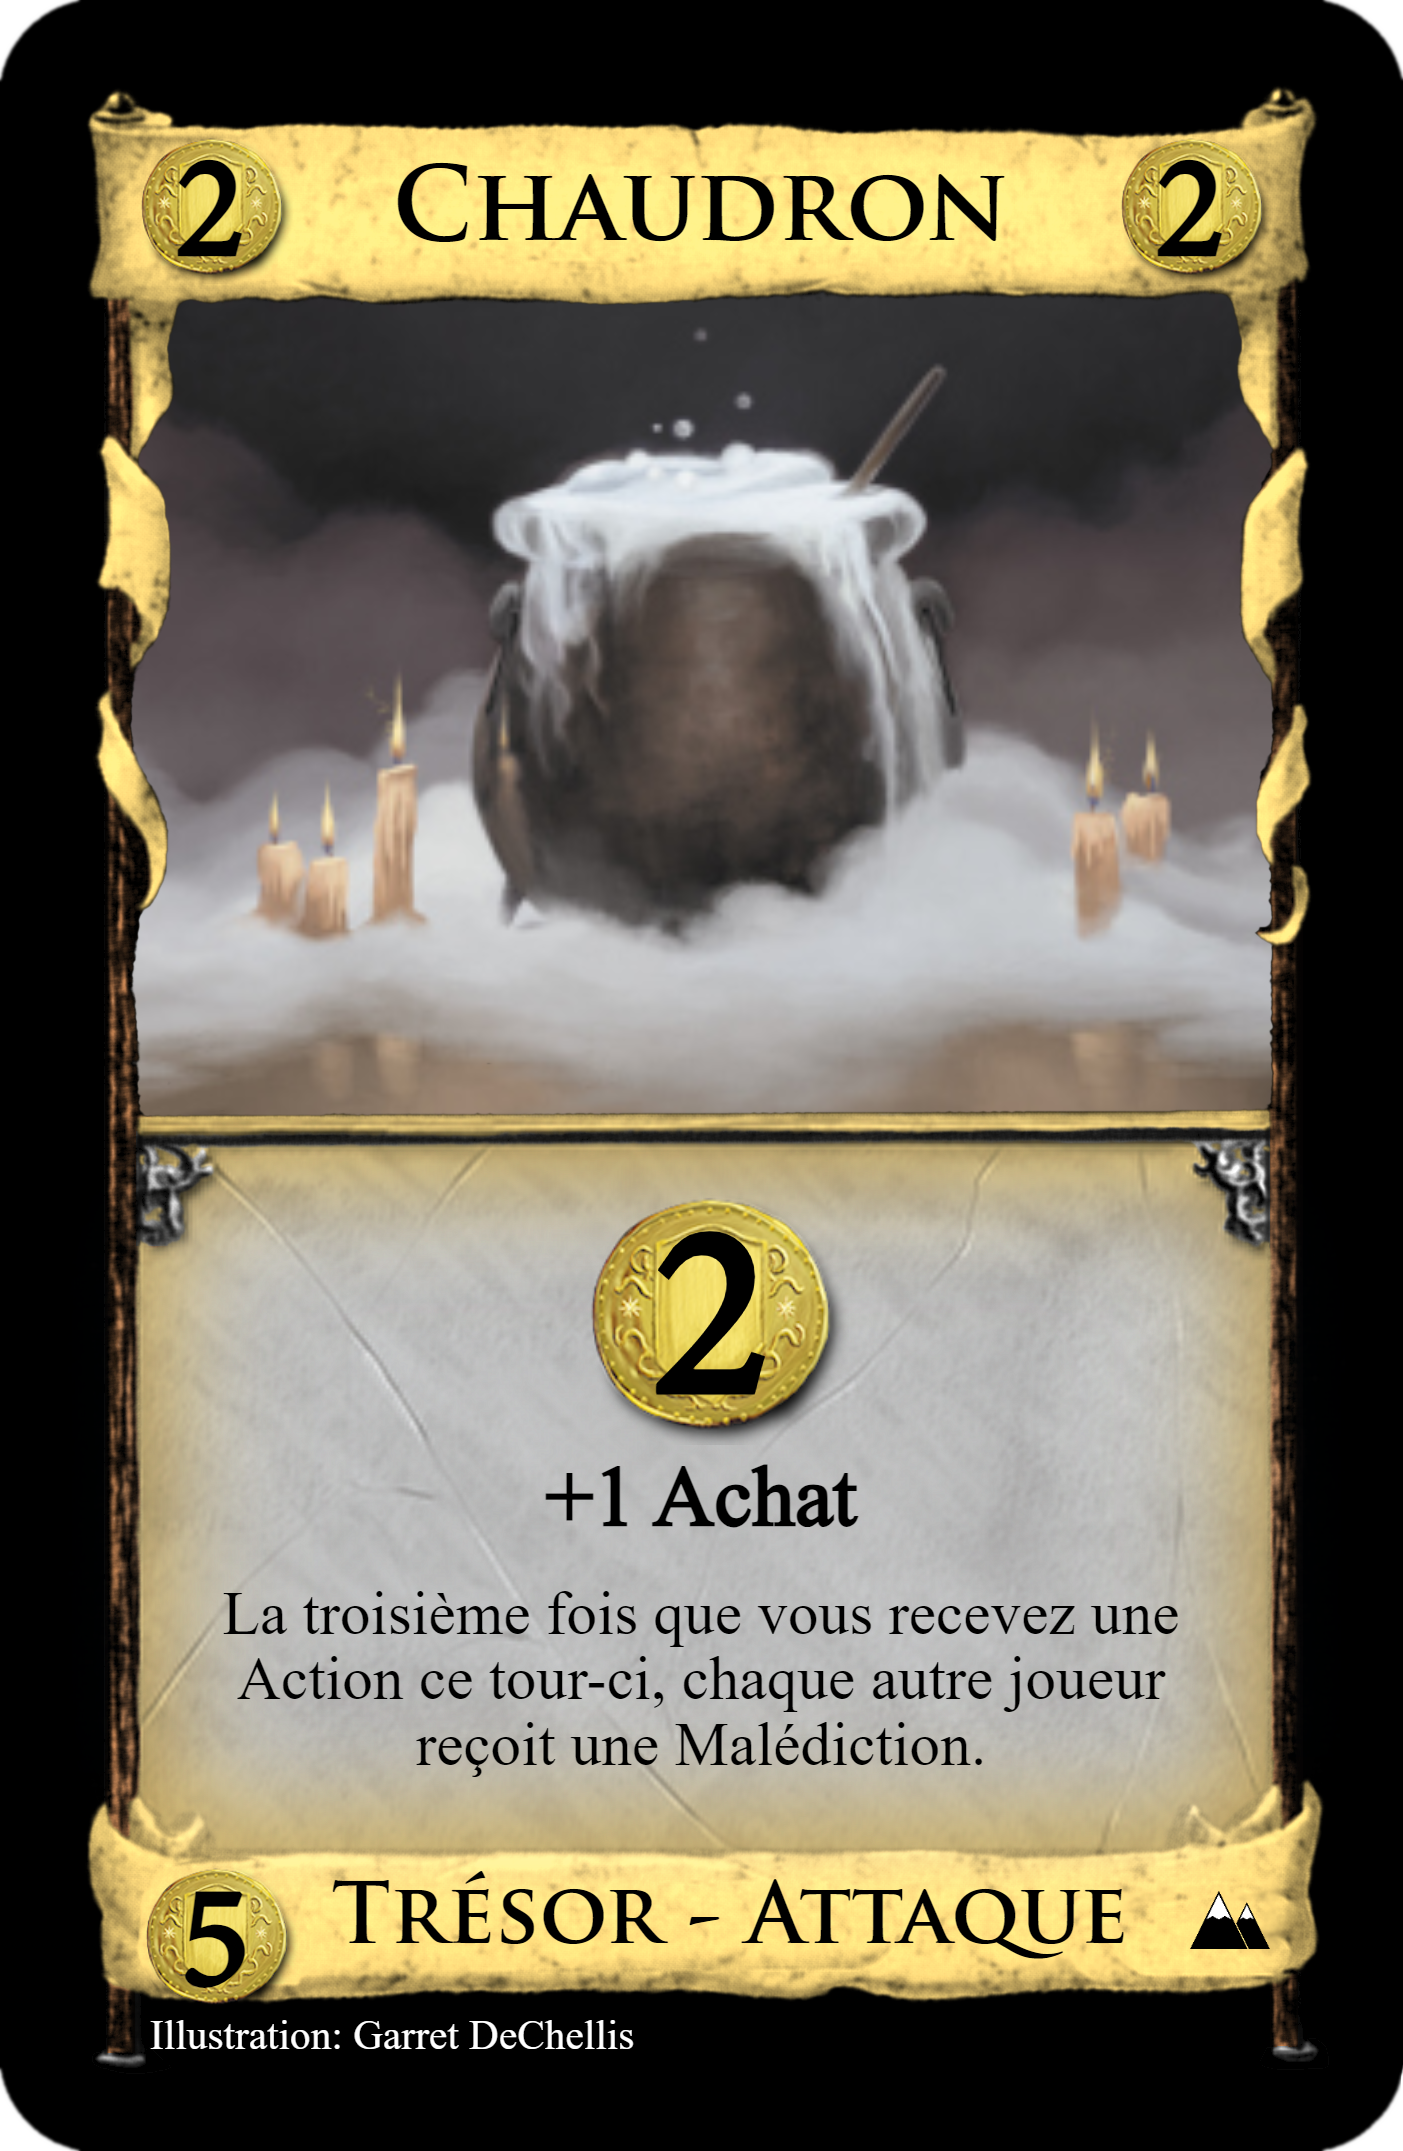 2 CHAUDRON 2
2
+1 Achat
La troisième fois que vous recevez une
Action ce tour-ci, chaque autre joueur
reçoit une Malédiction.
5 TRÉSOR - ATTAQUE
Illustration: Garret DeChellis